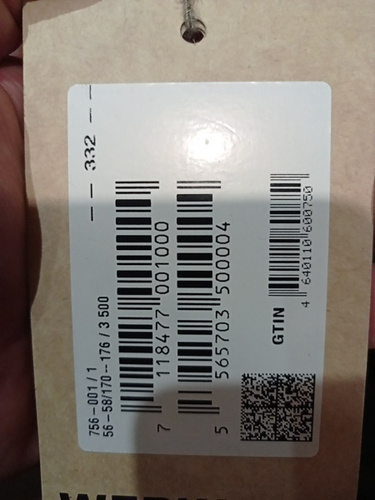 — — 332 — —
756-001/1
56-58/170--176/3 500
7 118477 001000
5 565703 500004
GTIN
4 640110 600750